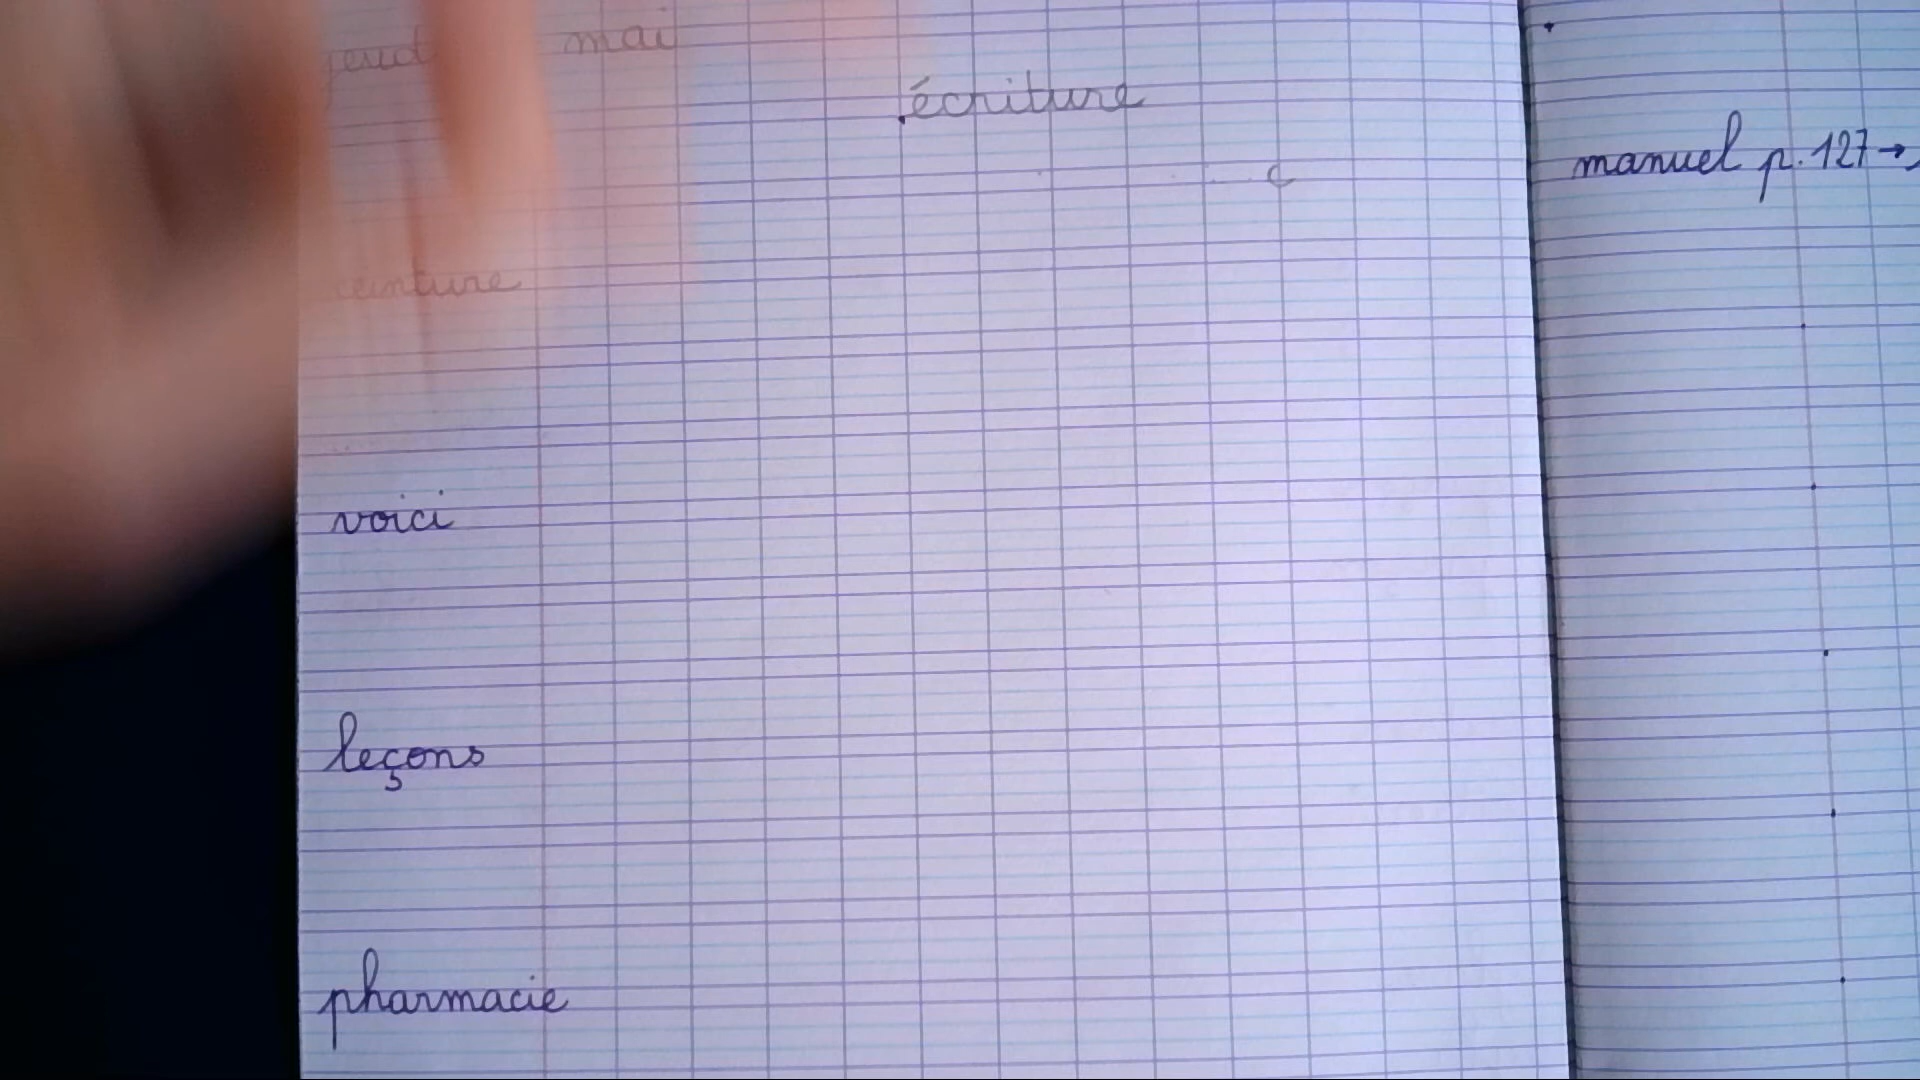 jeudi mai
écriture
c
ceinture
voici
leçons
pharmacie
manuel p. 127 →